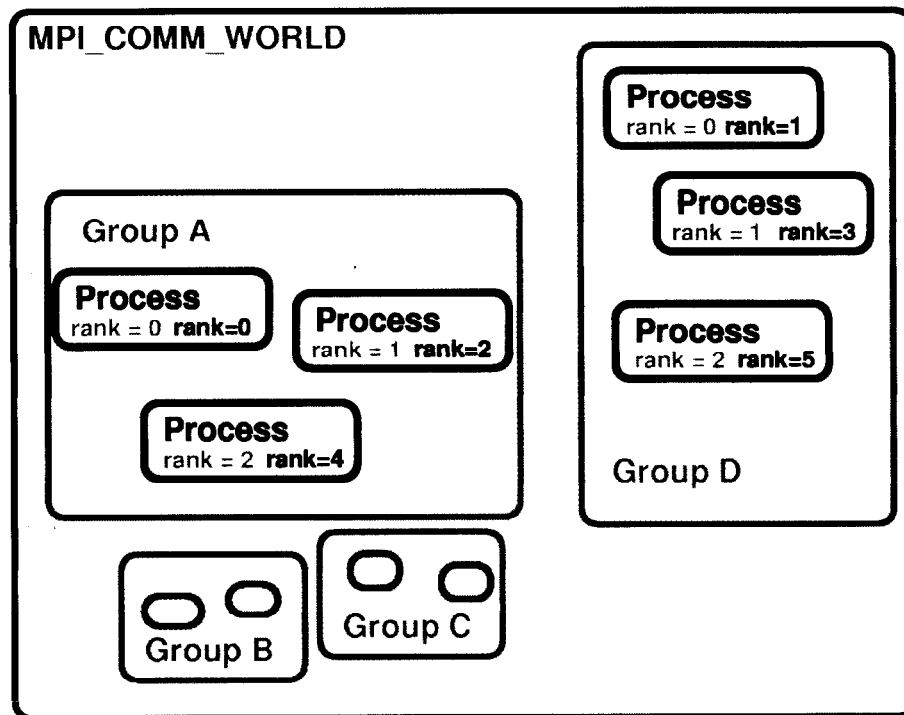 MPI_COMM_WORLD
Process
rank = 0 rank=1
Process
rank = 1 rank=3
Group A
Process
rank = 0 rank=0
Process
rank = 1 rank=2
Process
rank = 2 rank=5
Process
rank = 2 rank=4
Group D
Group B
Group C